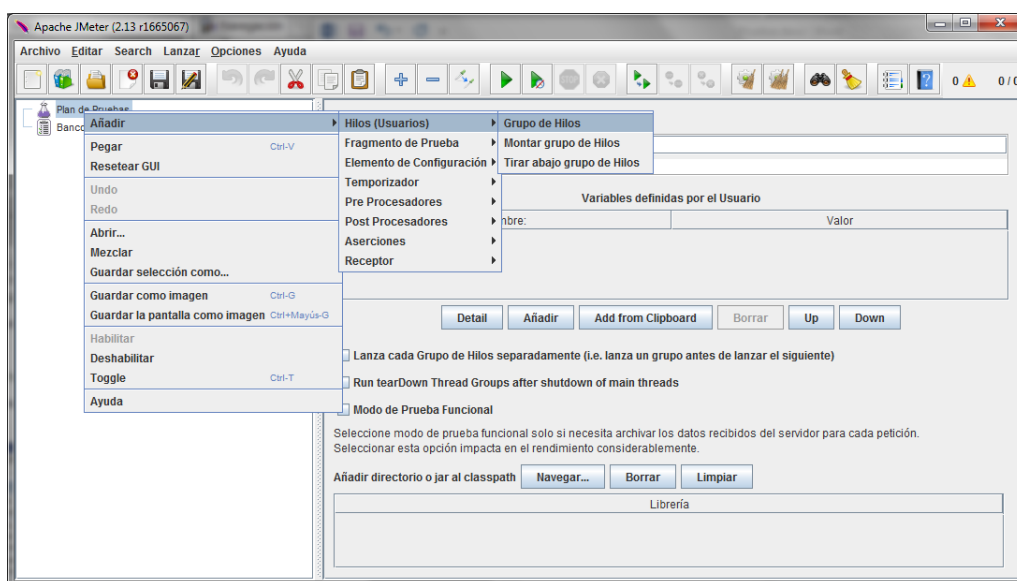 Apache JMeter (2.13 r1665067)
Archivo Editar Search Lanzar Opciones Ayuda
0 0 / 0
Plan de Pruebas
Banco
Añadir
Pegar Ctrl-V
Resetear GUI
Undo
Redo
Abrir...
Mezclar
Guardar selección como...
Guardar como imagen Ctrl-G
Guardar la pantalla como imagen Ctrl+Mayús-G
Habilitar
Deshabilitar
Toggle Ctrl-T
Ayuda
Hilos (Usuarios)
Fragmento de Prueba
Elemento de Configuración
Temporizador
Pre Procesadores
Post Procesadores
Aserciones
Receptor
Grupo de Hilos
Montar grupo de Hilos
Tirar abajo grupo de Hilos
Variables definidas por el Usuario
mbre: Valor
Detail Añadir Add from Clipboard Borrar Up Down
Lanza cada Grupo de Hilos separadamente (i.e. lanza un grupo antes de lanzar el siguiente)
Run tearDown Thread Groups after shutdown of main threads
Modo de Prueba Funcional
Seleccione modo de prueba funcional solo si necesita archivar los datos recibidos del servidor para cada petición.
Seleccionar esta opción impacta en el rendimiento considerablemente.
Añadir directorio o jar al classpath Navegar... Borrar Limpiar
Librería